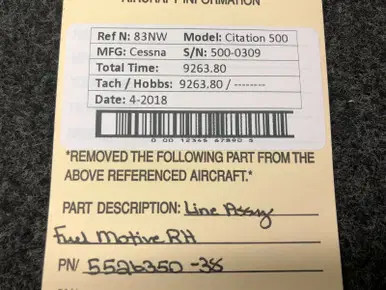 AIRCRAFT INFORMATION
Ref N: 83NW Model: Citation 500
MFG: Cessna S/N: 500-0309
Total Time: 9263.80
Tach / Hobbs: 9263.80 / --------
Date: 4-2018
0 00 12345 67890 5
*REMOVED THE FOLLOWING PART FROM THE
ABOVE REFERENCED AIRCRAFT.*
PART DESCRIPTION: Line Assy
Fuel Motive RH
PN/ 5526350-38